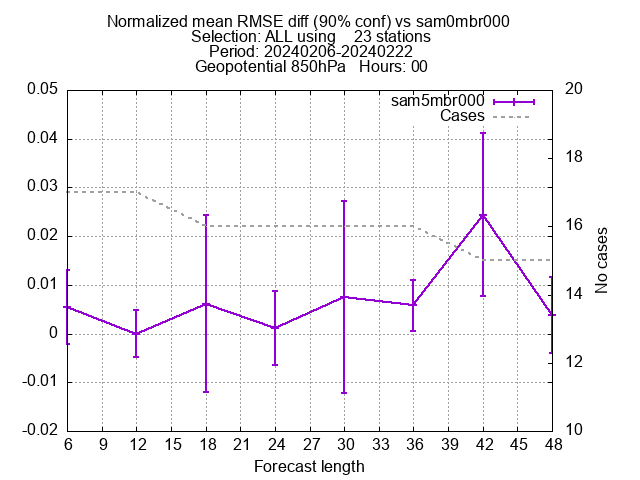 Normalized mean RMSE diff (90% conf) vs sam0mbr000
Selection: ALL using    23 stations
Period: 20240206-20240222
Geopotential 850hPa   Hours: 00
sam5mbr000
Cases
0.05
0.04
0.03
0.02
0.01
0
-0.01
-0.02
20
18
16
14
12
10
No cases
6 9 12 15 18 21 24 27 30 33 36 39 42 45 48
Forecast length